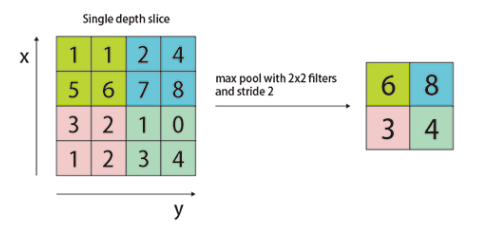 Single depth slice
x
1 1 2 4
5 6 7 8
3 2 1 0
1 2 3 4
y
max pool with 2x2 filters
and stride 2
6 8
3 4